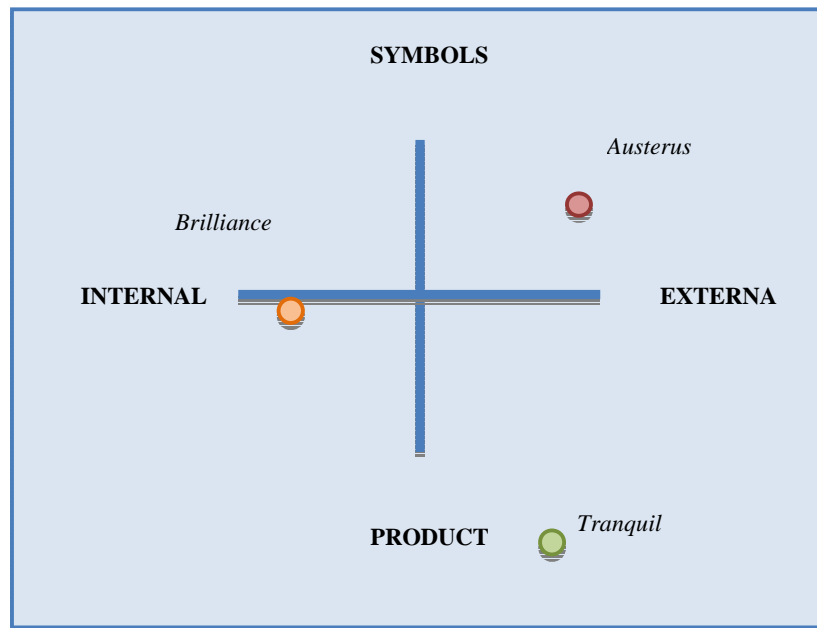 SYMBOLS
Austerus
Brilliance
INTERNAL
EXTERNA
Tranquil
PRODUCT